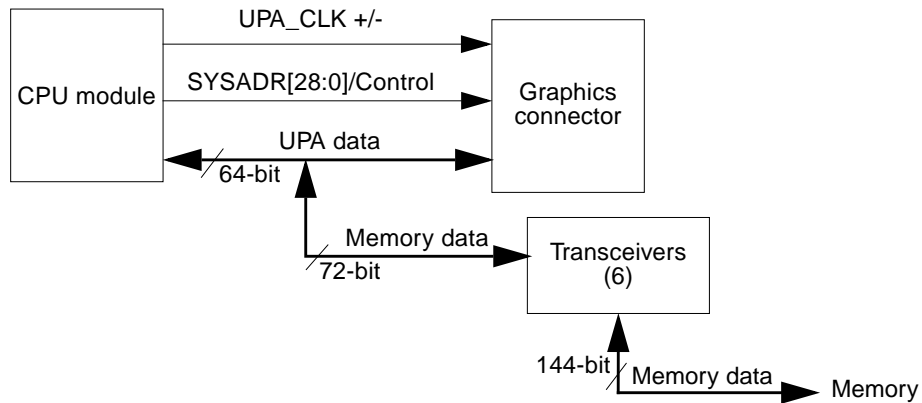 UPA_CLK +/-
CPU module
SYSADR[28:0]/Control
Graphics
connector
UPA data
64-bit
Memory data
72-bit
Transceivers
(6)
144-bit
Memory data
Memory